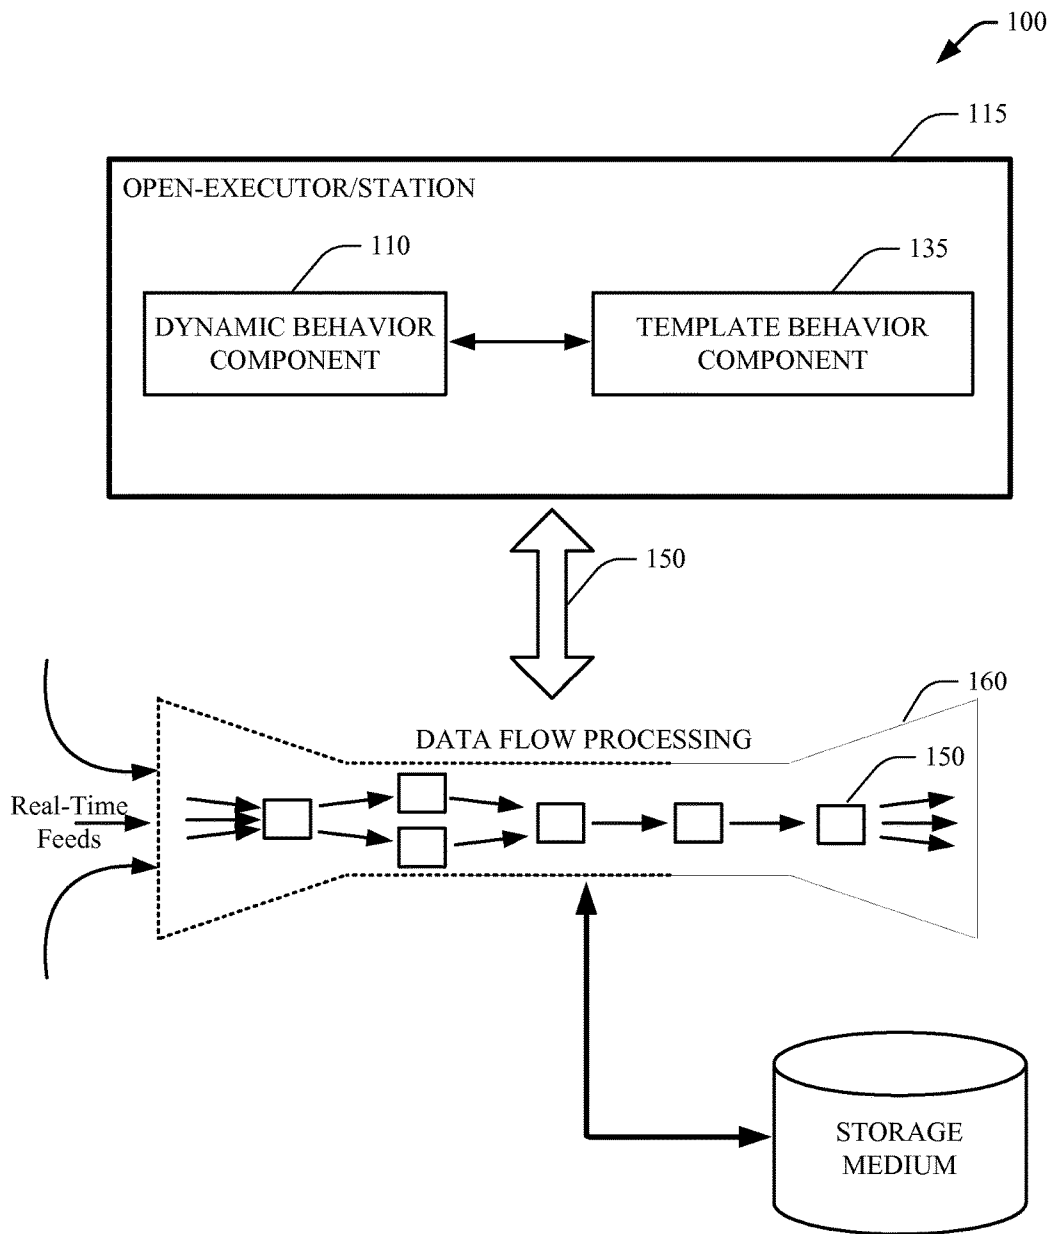 100
115
OPEN-EXECUTOR/STATION
110
135
DYNAMIC BEHAVIOR
COMPONENT
TEMPLATE BEHAVIOR
COMPONENT
150
160
DATA FLOW PROCESSING
150
Real-Time
Feeds
STORAGE
MEDIUM